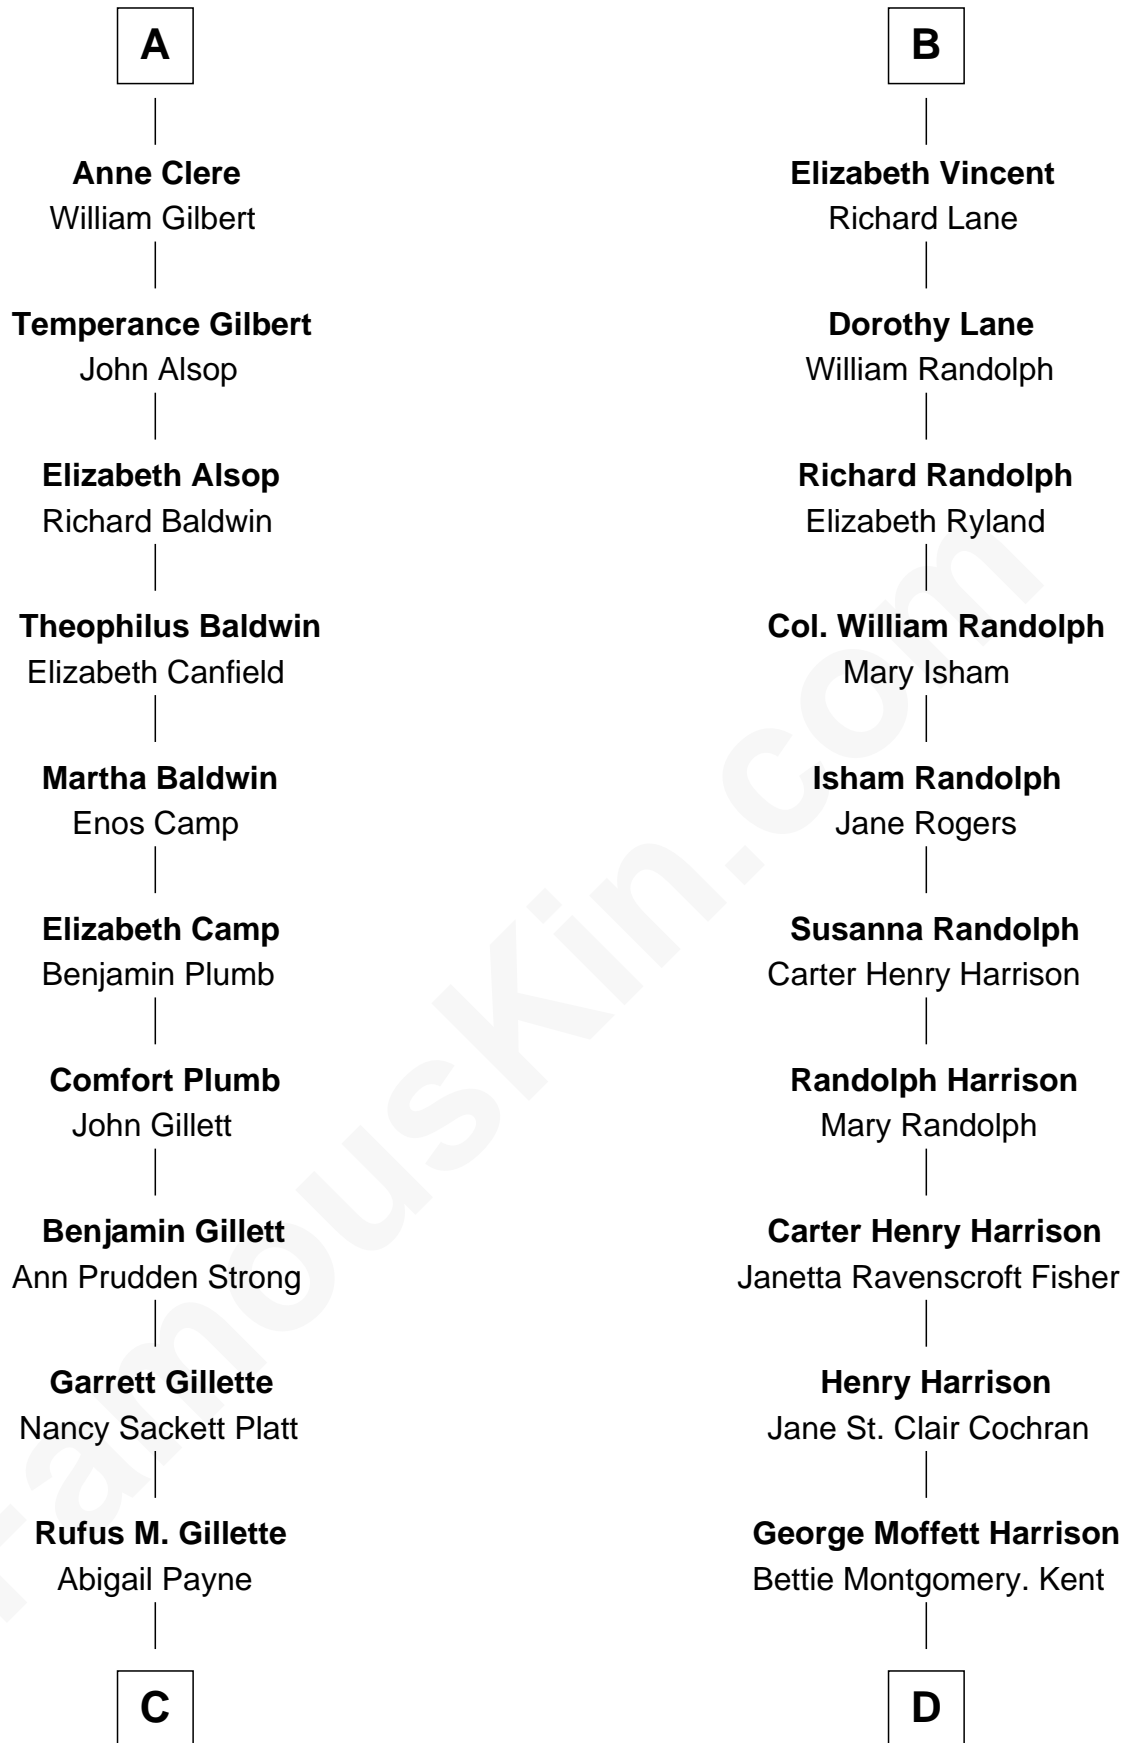 A
Anne Clere
William Gilbert
Temperance Gilbert
John Alsop
Elizabeth Alsop
Richard Baldwin
Theophilus Baldwin
Elizabeth Canfield
Martha Baldwin
Enos Camp
Elizabeth Camp
Benjamin Plumb
Comfort Plumb
John Gillett
Benjamin Gillett
Ann Prudden Strong
Garrett Gillette
Nancy Sackett Platt
Rufus M. Gillette
Abigail Payne
C
B
Elizabeth Vincent
Richard Lane
Dorothy Lane
William Randolph
Richard Randolph
Elizabeth Ryland
Col. William Randolph
Mary Isham
Isham Randolph
Jane Rogers
Susanna Randolph
Carter Henry Harrison
Randolph Harrison
Mary Randolph
Carter Henry Harrison
Janetta Ravenscroft Fisher
Henry Harrison
Jane St. Clair Cochran
George Moffett Harrison
Bettie Montgomery. Kent
D
FamousKin.com